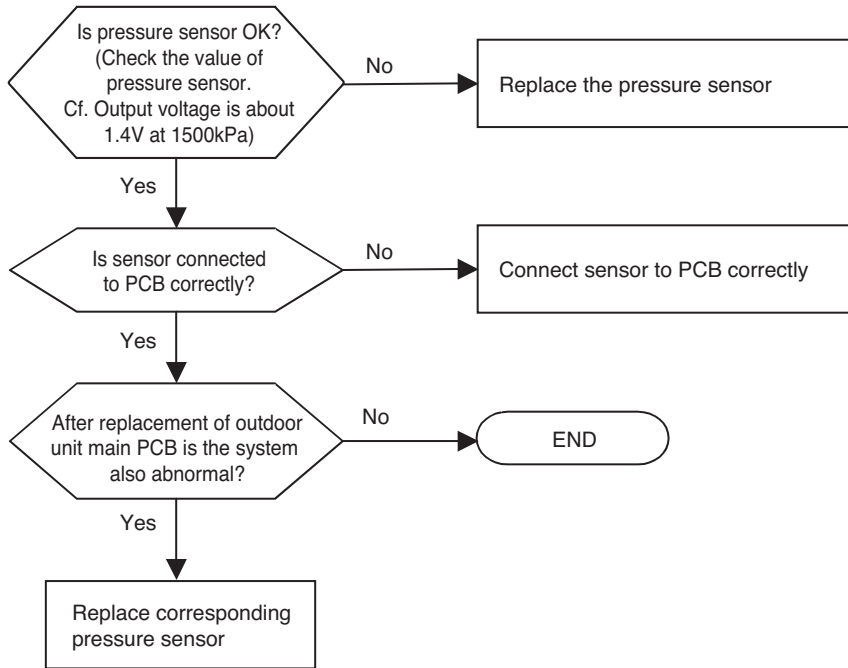 Is pressure sensor OK?
(Check the value of
pressure sensor.
Cf. Output voltage is about
1.4V at 1500kPa)
No
Replace the pressure sensor
Yes
Is sensor connected
to PCB correctly?
No
Connect sensor to PCB correctly
Yes
After replacement of outdoor
unit main PCB is the system
also abnormal?
No
END
Yes
Replace corresponding
pressure sensor